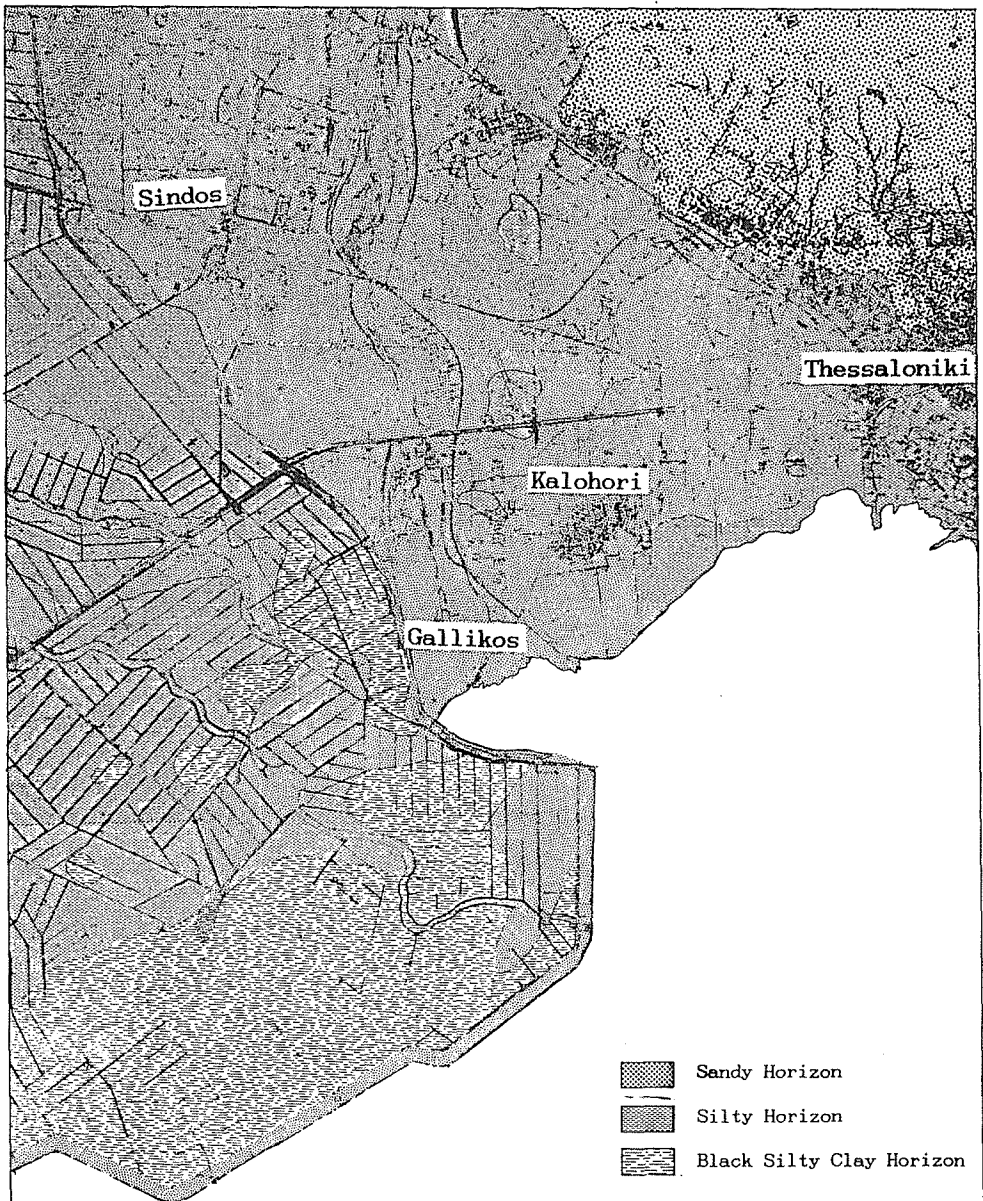 Sindos
Thessaloniki
Kalohori
Gallikos
Sandy Horizon
Silty Horizon
Black Silty Clay Horizon